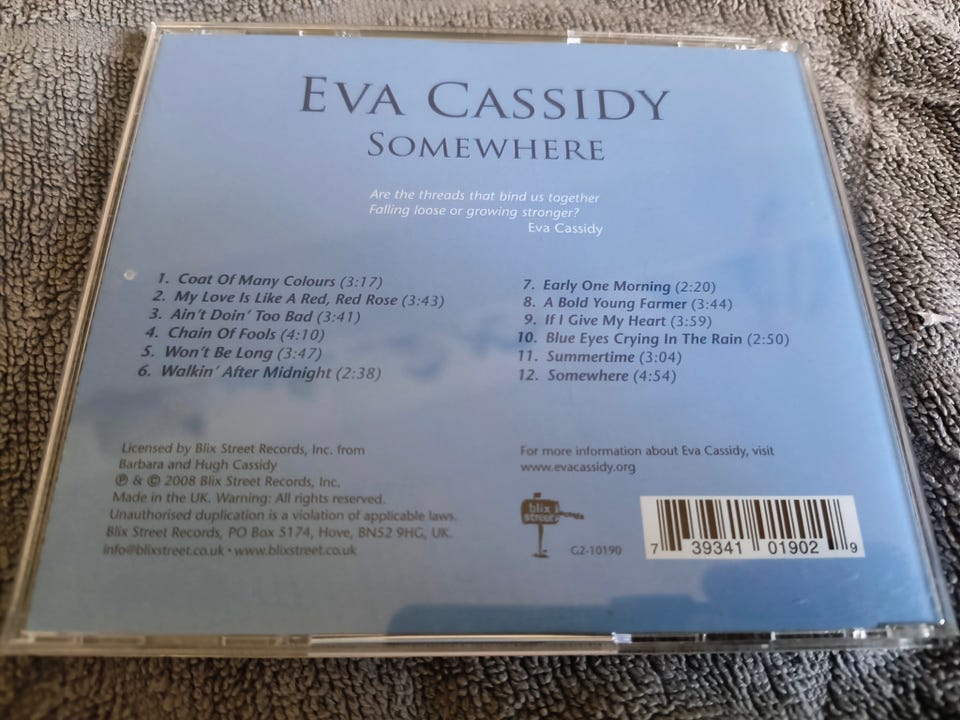 EVA CASSIDY
SOMEWHERE
Are the threads that bind us together
Falling loose or growing stronger?
Eva Cassidy
1. Coat Of Many Colours (3:17)
2. My Love Is Like A Red, Red Rose (3:43)
3. Ain't Doin' Too Bad (3:41)
4. Chain Of Fools (4:10)
5. Won't Be Long (3:47)
6. Walkin' After Midnight (2:38)
7. Early One Morning (2:20)
8. A Bold Young Farmer (3:44)
9. If I Give My Heart (3:59)
10. Blue Eyes Crying In The Rain (2:50)
11. Summertime (3:04)
12. Somewhere (4:54)
Licensed by Blix Street Records, Inc. from
Barbara and Hugh Cassidy
℗ & © 2008 Blix Street Records, Inc.
Made in the UK. Warning: All rights reserved.
Unauthorised duplication is a violation of applicable laws.
Blix Street Records, PO Box 5174, Hove, BN52 9HG, UK.
info@blixstreet.co.uk • www.blixstreet.co.uk
For more information about Eva Cassidy, visit
www.evacassidy.org
blix
street
G2-10190
7 39341 01902 9